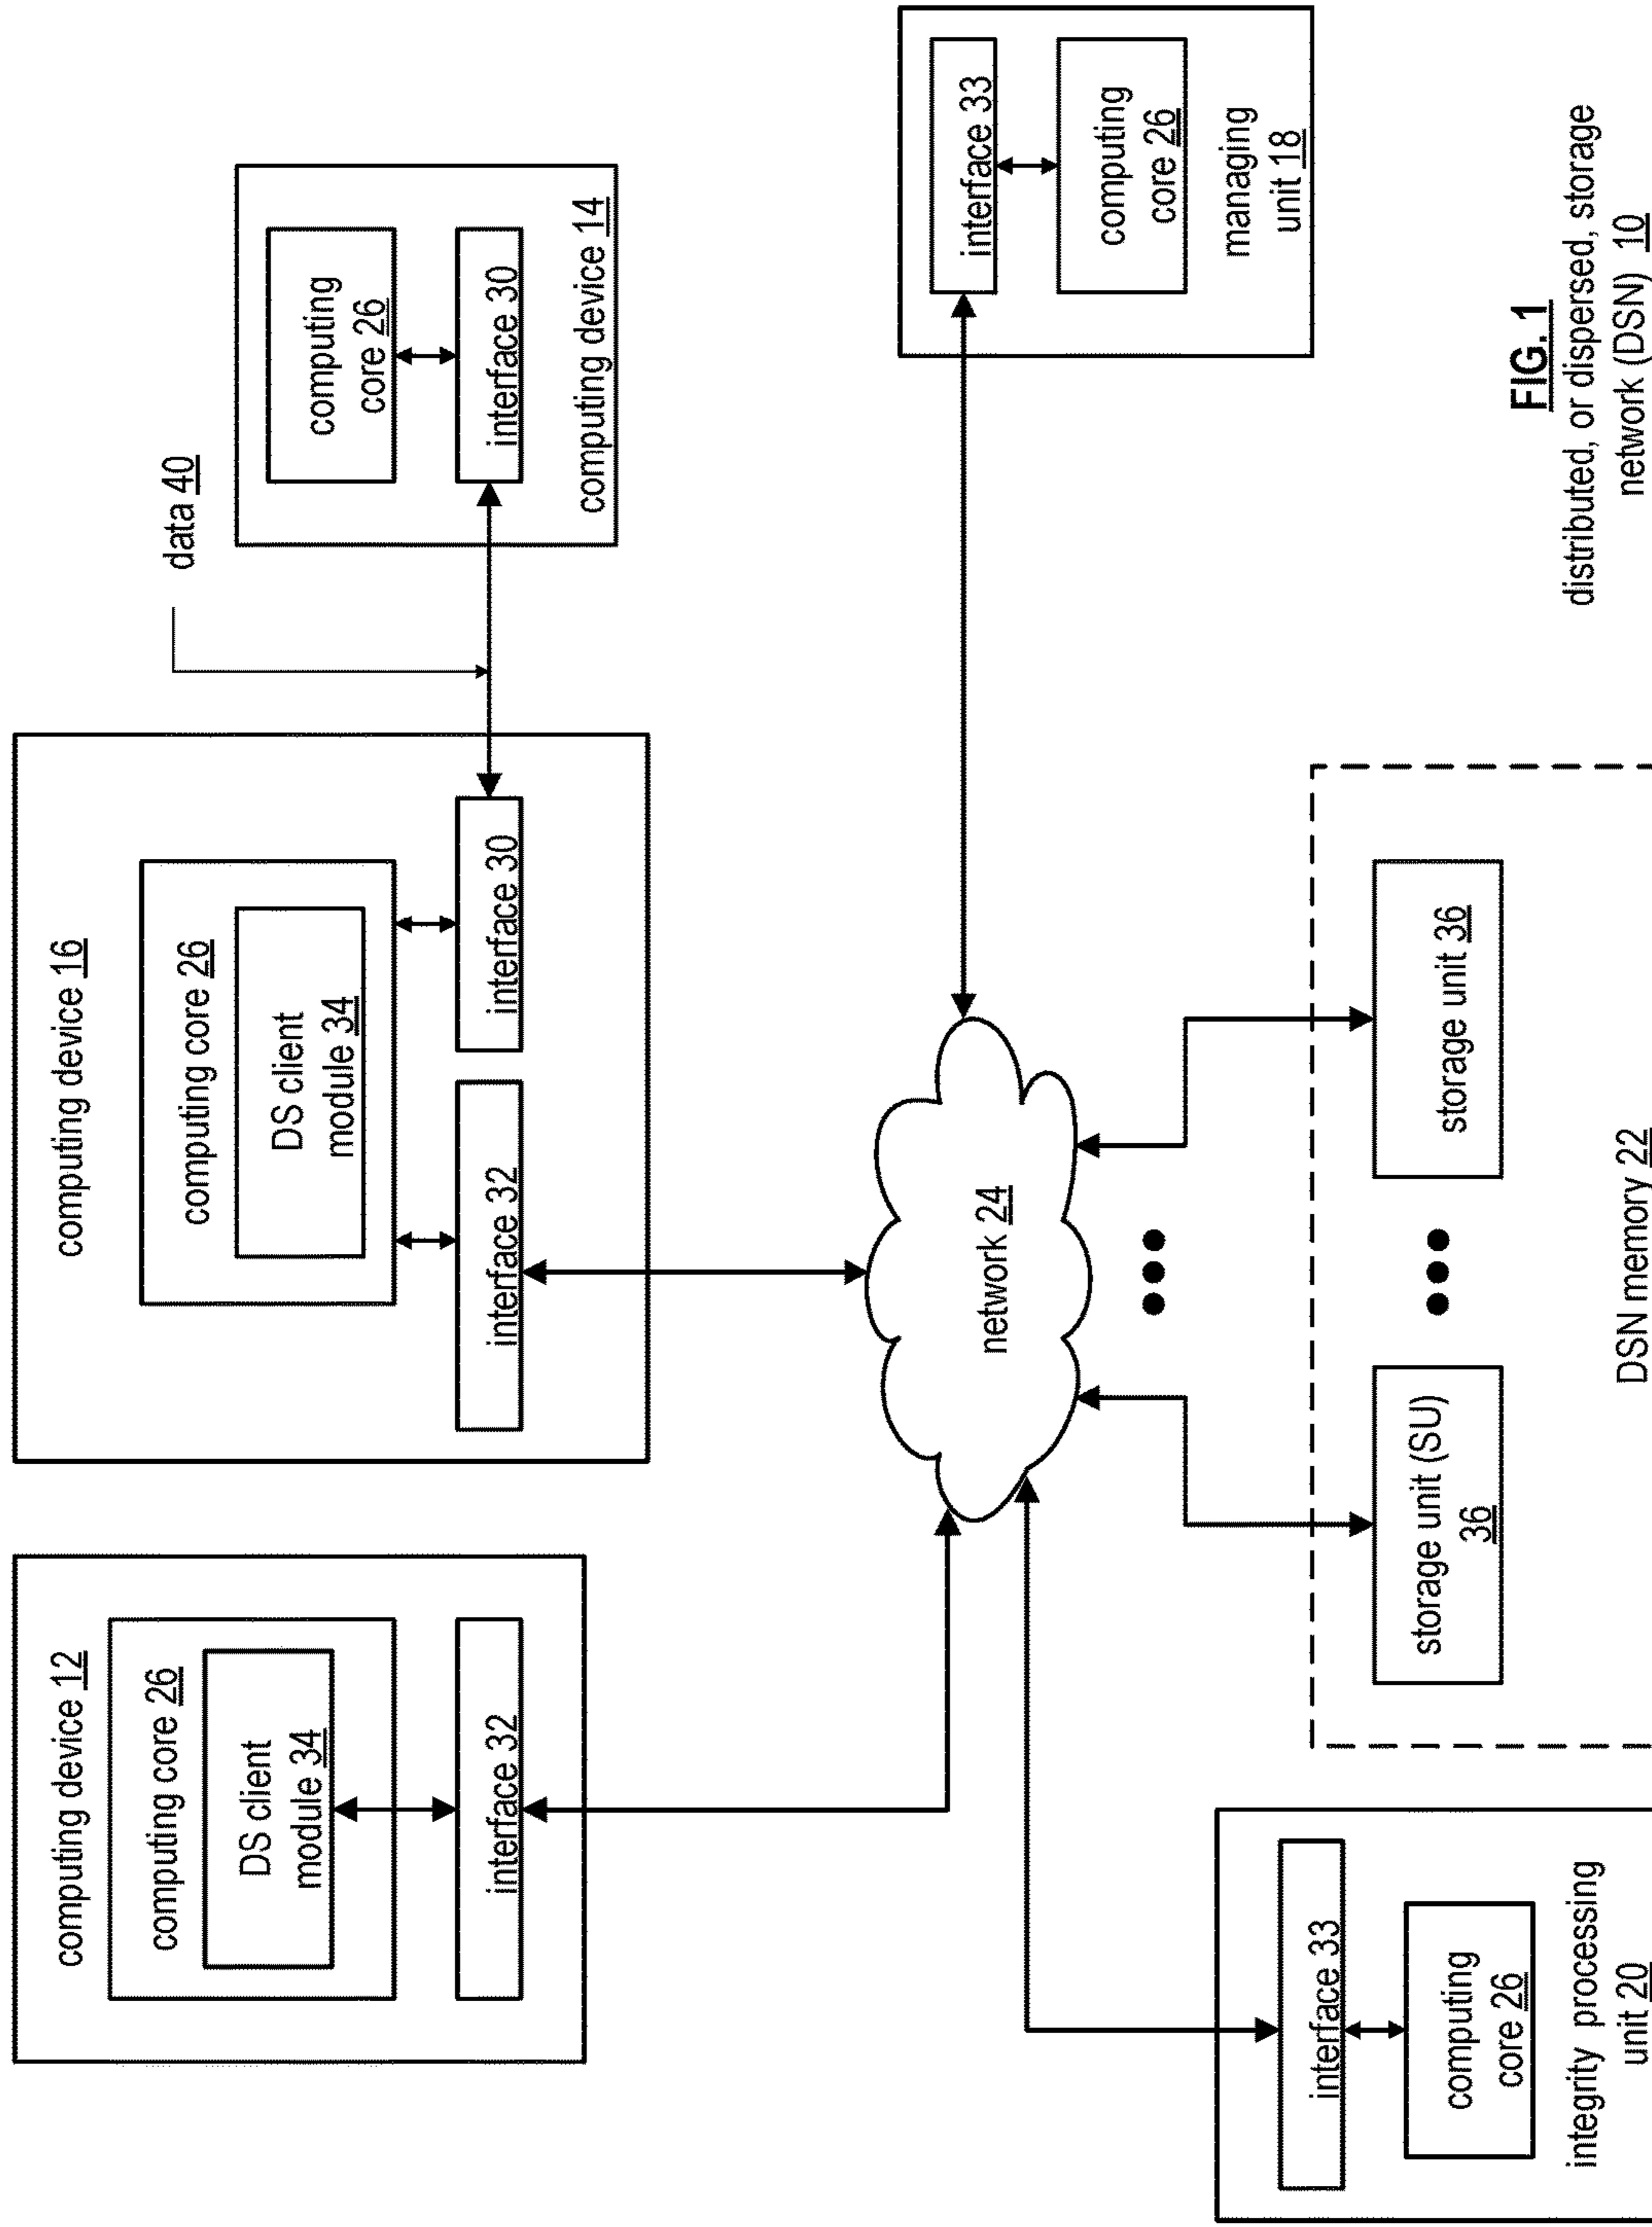 computing device 12
computing core 26
DS client
module 34
interface 32
computing device 16
computing core 26
DS client
module 34
interface 32
interface 30
data 40
computing
core 26
interface 30
computing device 14
network 24
interface 33
computing
core 26
managing
unit 18
interface 33
computing
core 26
integrity processing
unit 20
storage unit (SU)
36
storage unit 36
DSN memory 22
FIG. 1
distributed, or dispersed, storage
network (DSN) 10